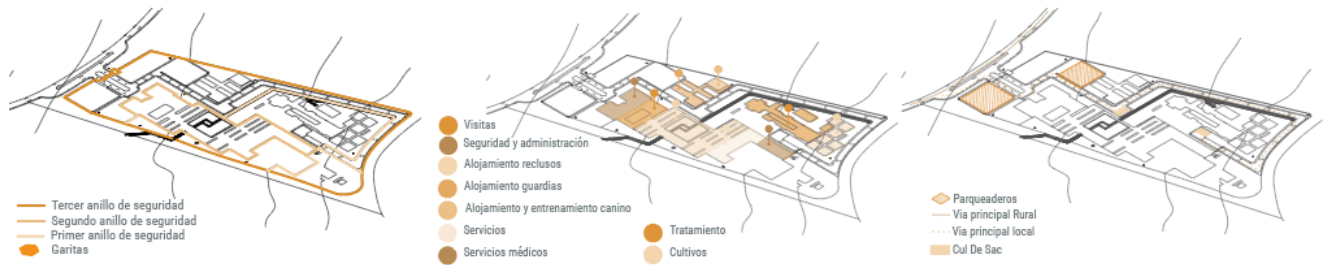 Tercer anillo de seguridad
Segundo anillo de seguridad
Primer anillo de seguridad
Garitas
Visitas
Seguridad y administración
Alojamiento reclusos
Alojamiento guardias
Alojamiento y entrenamiento canino
Servicios
Servicios médicos
Tratamiento
Cultivos
Parqueaderos
Via principal Rural
Via principal local
Cul De Sac